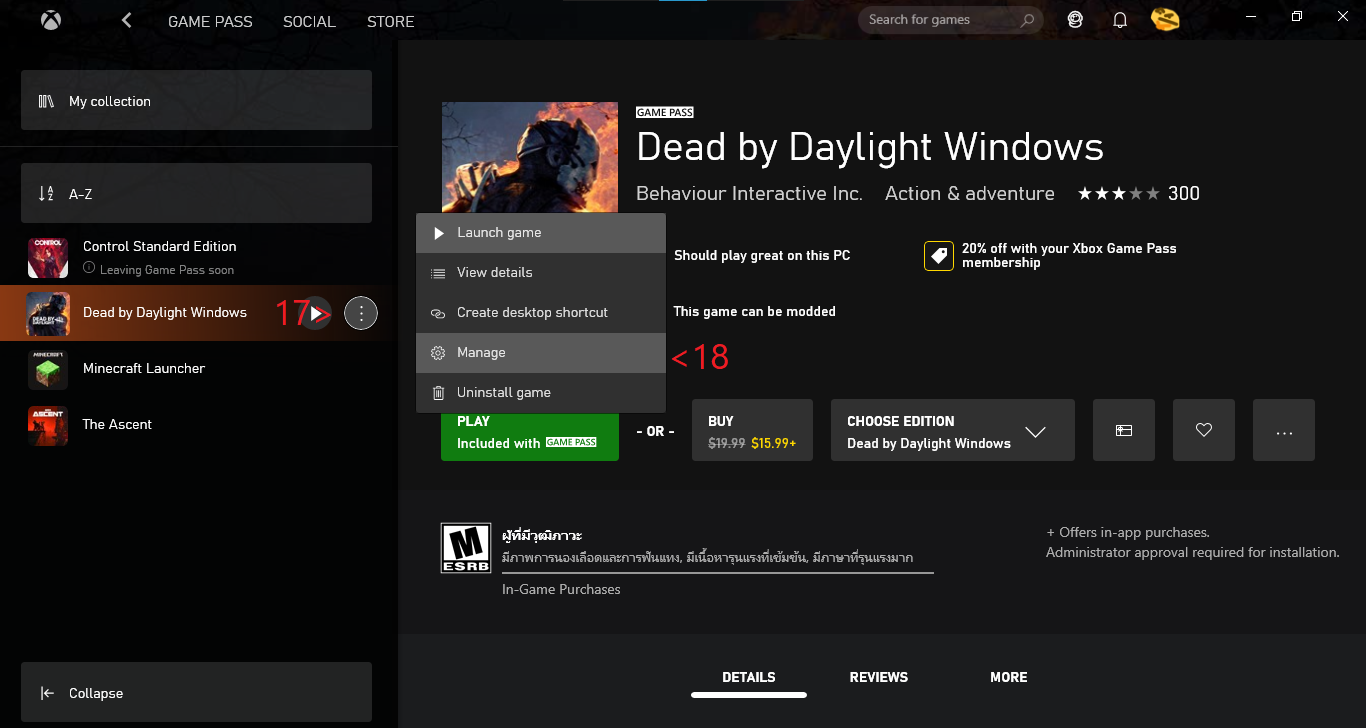 GAME PASS
SOCIAL
STORE
Search for games
My collection
A-Z
CONTROL
Control Standard Edition
Leaving Game Pass soon
DEAD BY DAYLIGHT
Dead by Daylight Windows
17>
MINECRAFT
Minecraft Launcher
ASCENT
The Ascent
Collapse
GAME PASS
Dead by Daylight Windows
Behaviour Interactive Inc.
Action & adventure
300
Launch game
View details
Create desktop shortcut
Manage
Uninstall game
<18
Should play great on this PC
20% off with your Xbox Game Pass
membership
This game can be modded
PLAY
Included with GAME PASS
- OR -
BUY
$19.99 $15.99+
CHOOSE EDITION
Dead by Daylight Windows
...
M
ESRB
ผู้ที่มีวุฒิภาวะ
มีภาพการนองเลือดและการฟันแทง, มีเนื้อหารุนแรงที่เข้มข้น, มีภาษาที่รุนแรงมาก
In-Game Purchases
+ Offers in-app purchases.
Administrator approval required for installation.
DETAILS
REVIEWS
MORE